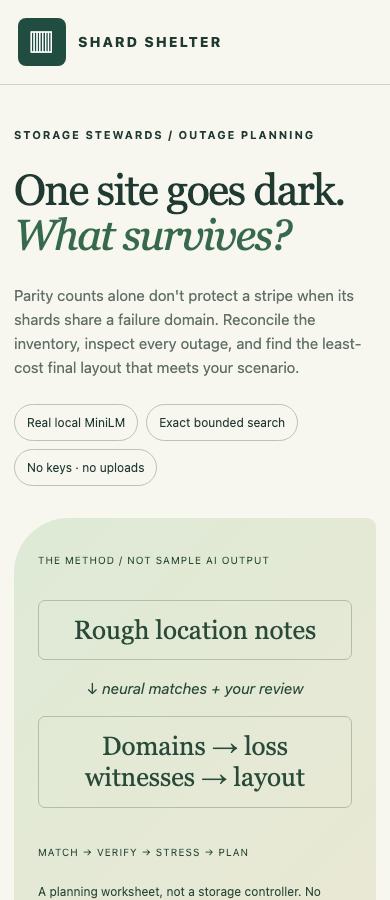 SHARD SHELTER
STORAGE STEWARDS / OUTAGE PLANNING
One site goes dark.
What survives?
Parity counts alone don't protect a stripe when its
shards share a failure domain. Reconcile the
inventory, inspect every outage, and find the least-
cost final layout that meets your scenario.
Real local MiniLM
Exact bounded search
No keys · no uploads
THE METHOD / NOT SAMPLE AI OUTPUT
Rough location notes
↓ neural matches + your review
Domains → loss
witnesses → layout
MATCH → VERIFY → STRESS → PLAN
A planning worksheet, not a storage controller. No